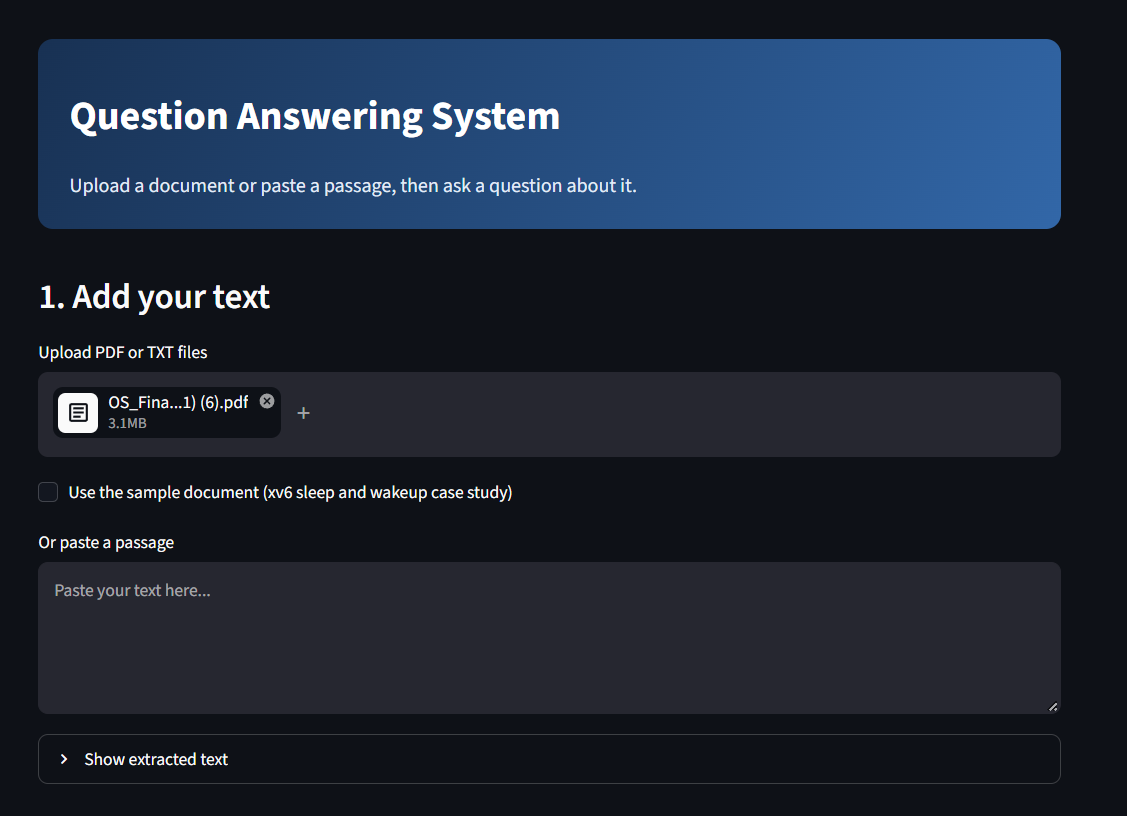 Question Answering System
Upload a document or paste a passage, then ask a question about it.
1. Add your text
Upload PDF or TXT files
OS_Fina...1) (6).pdf
3.1MB
+
Use the sample document (xv6 sleep and wakeup case study)
Or paste a passage
Paste your text here...
Show extracted text